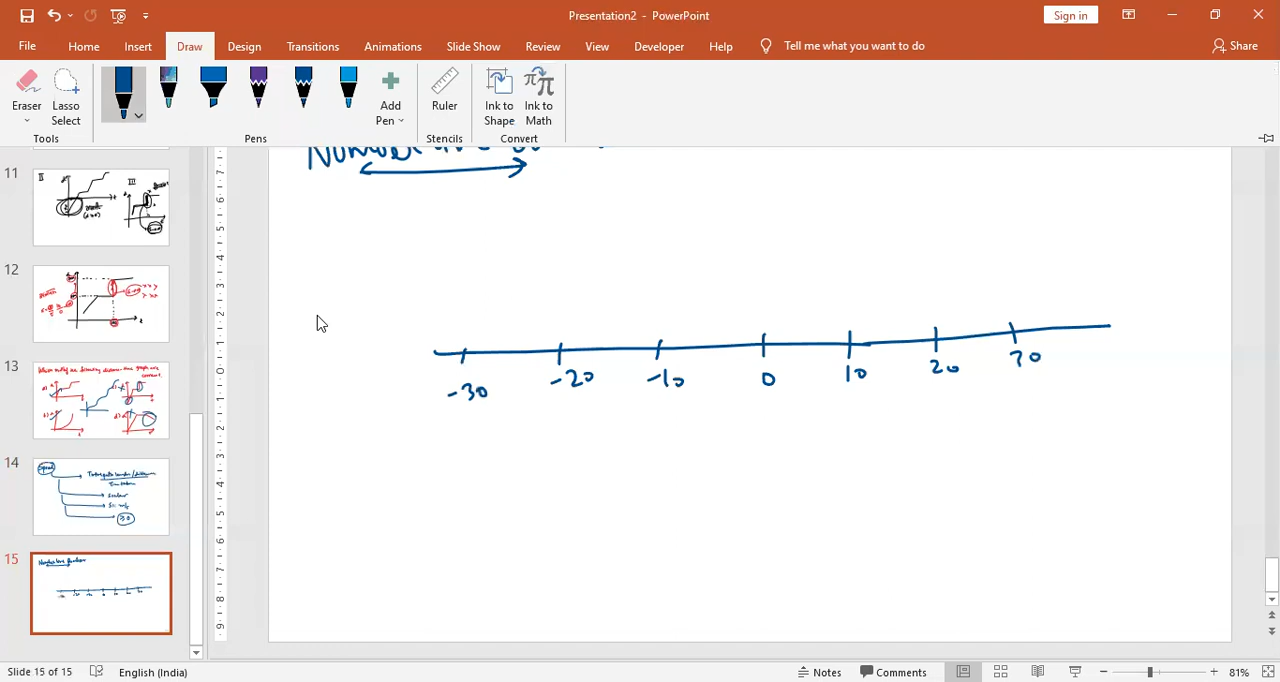 Presentation2 - PowerPoint
Sign in
File Home Insert Draw Design Transitions Animations Slide Show Review View Developer Help Tell me what you want to do Share
Eraser
Lasso Select
Add Pen
Ruler
Ink to Shape
Ink to Math
Tools Pens Stencils Convert
11
12
13
14
15
-30 -20 -10 0 10 20 30
Slide 15 of 15 English (India) Notes Comments 81%